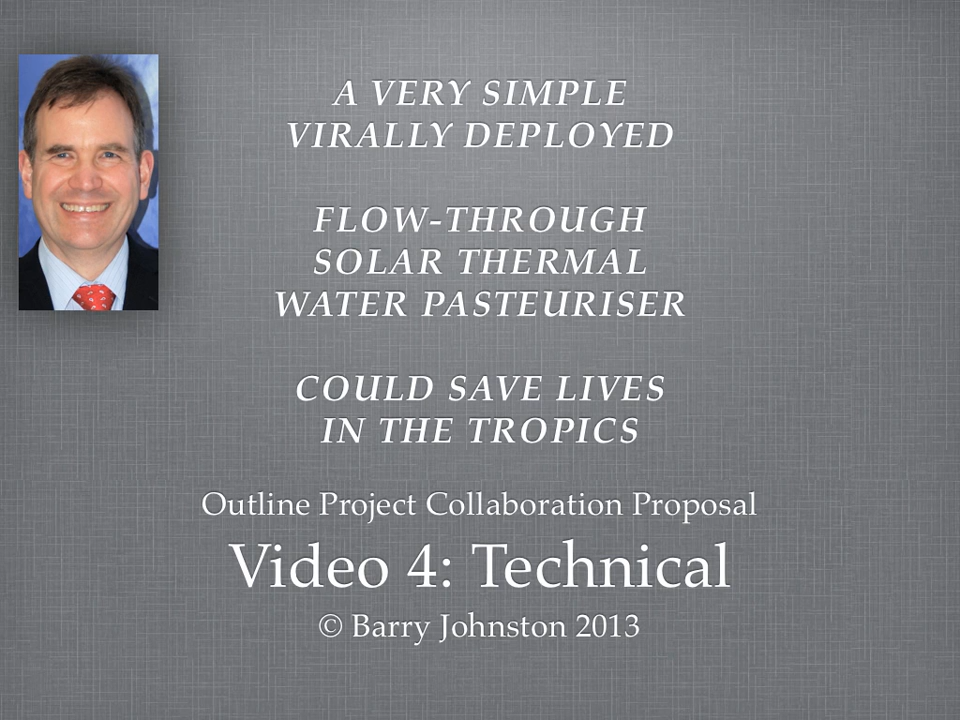 A VERY SIMPLE
VIRALLY DEPLOYED
FLOW-THROUGH
SOLAR THERMAL
WATER PASTEURISER
COULD SAVE LIVES
IN THE TROPICS
Outline Project Collaboration Proposal
Video 4: Technical
© Barry Johnston 2013